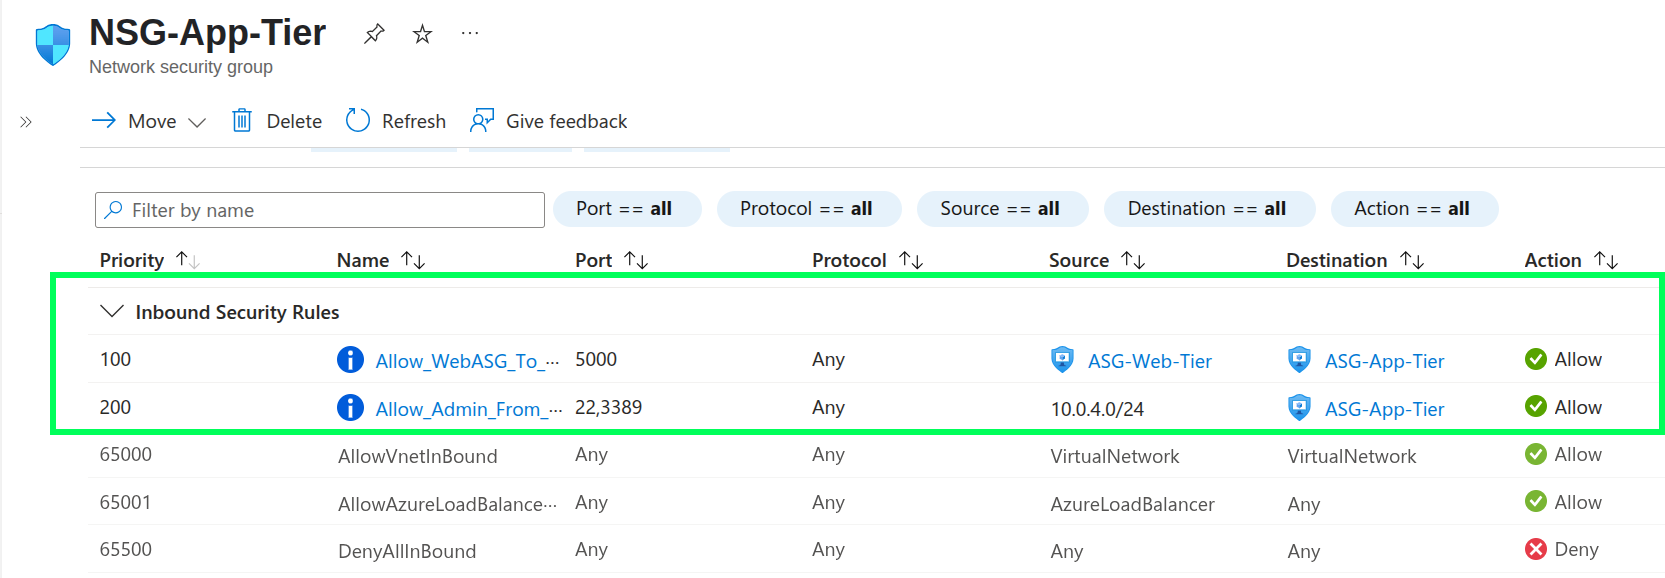 NSG-App-Tier
Network security group
Move Delete Refresh Give feedback
Filter by name Port == all Protocol == all Source == all Destination == all Action == all
Priority Name Port Protocol Source Destination Action
Inbound Security Rules
100 Allow_WebASG_To_... 5000 Any ASG-Web-Tier ASG-App-Tier Allow
200 Allow_Admin_From_... 22,3389 Any 10.0.4.0/24 ASG-App-Tier Allow
65000 AllowVnetInBound Any Any VirtualNetwork VirtualNetwork Allow
65001 AllowAzureLoadBalance... Any Any AzureLoadBalancer Any Allow
65500 DenyAllInBound Any Any Any Any Deny